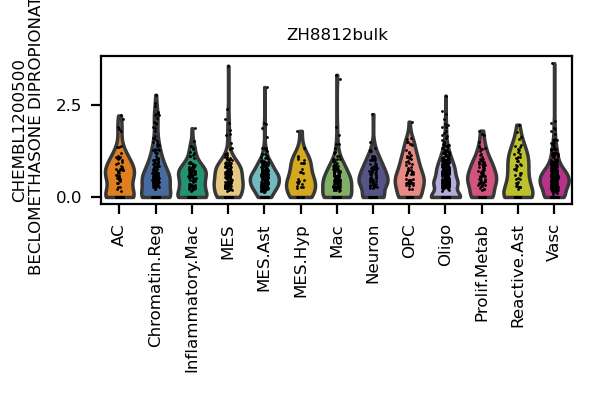 ZH8812bulk
CHEMBL1200500
BECLOMETHASONE DIPROPIONAT
2.5
0.0
AC
Chromatin.Reg
Inflammatory.Mac
MES
MES.Ast
MES.Hyp
Mac
Neuron
OPC
Oligo
Prolif.Metab
Reactive.Ast
Vasc